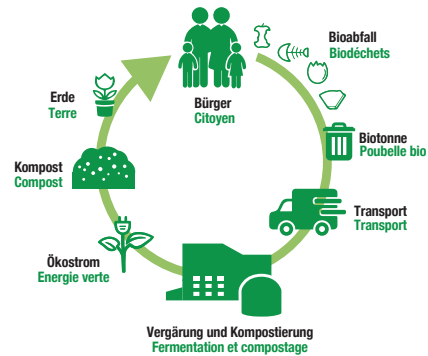 Bioabfall
Biodéchets
Bürger
Citoyen
Biotonne
Poubelle bio
Transport
Transport
Vergärung und Kompostierung
Fermentation et compostage
Ökostrom
Energie verte
Kompost
Compost
Erde
Terre